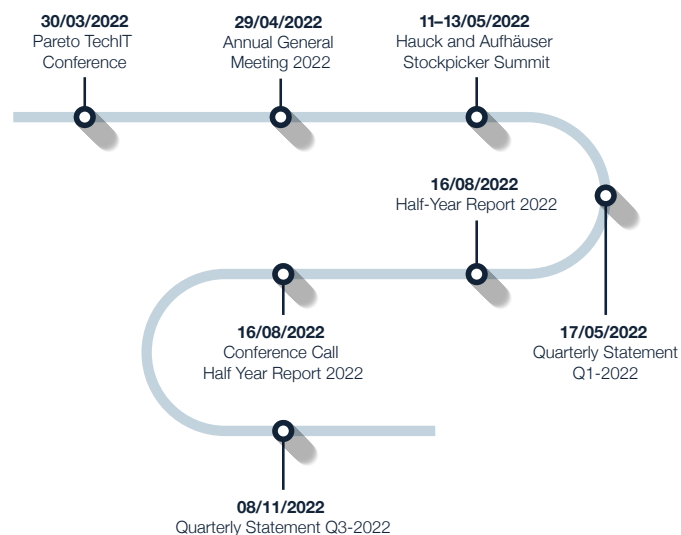 30/03/2022
Pareto TechIT
Conference
29/04/2022
Annual General
Meeting 2022
11–13/05/2022
Hauck and Aufhäuser
Stockpicker Summit
17/05/2022
Quarterly Statement
Q1-2022
16/08/2022
Half-Year Report 2022
16/08/2022
Conference Call
Half Year Report 2022
08/11/2022
Quarterly Statement Q3-2022